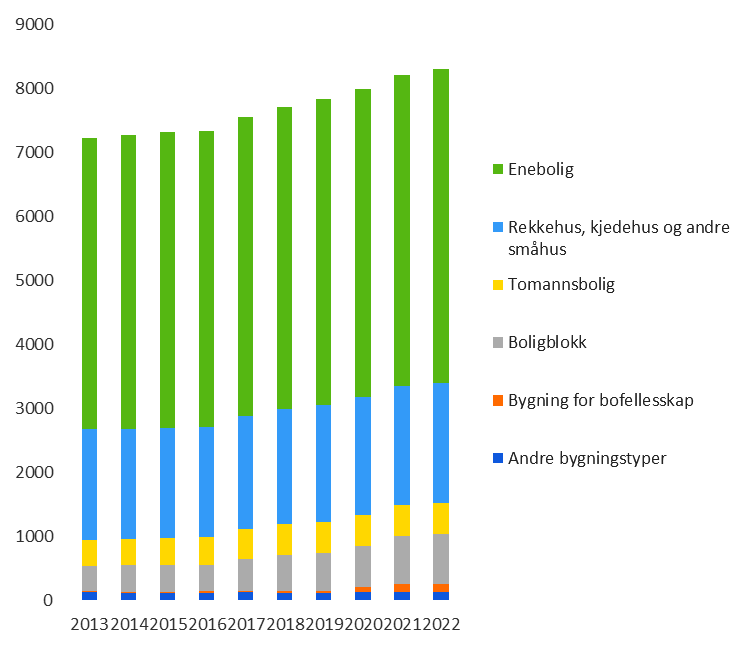 9000
8000
7000
6000
5000
4000
3000
2000
1000
0
2013 2014 2015 2016 2017 2018 2019 2020 2021 2022
Enebolig
Rekkehus, kjedehus og andre
småhus
Tomannsbolig
Boligblokk
Bygning for bofellesskap
Andre bygningstyper